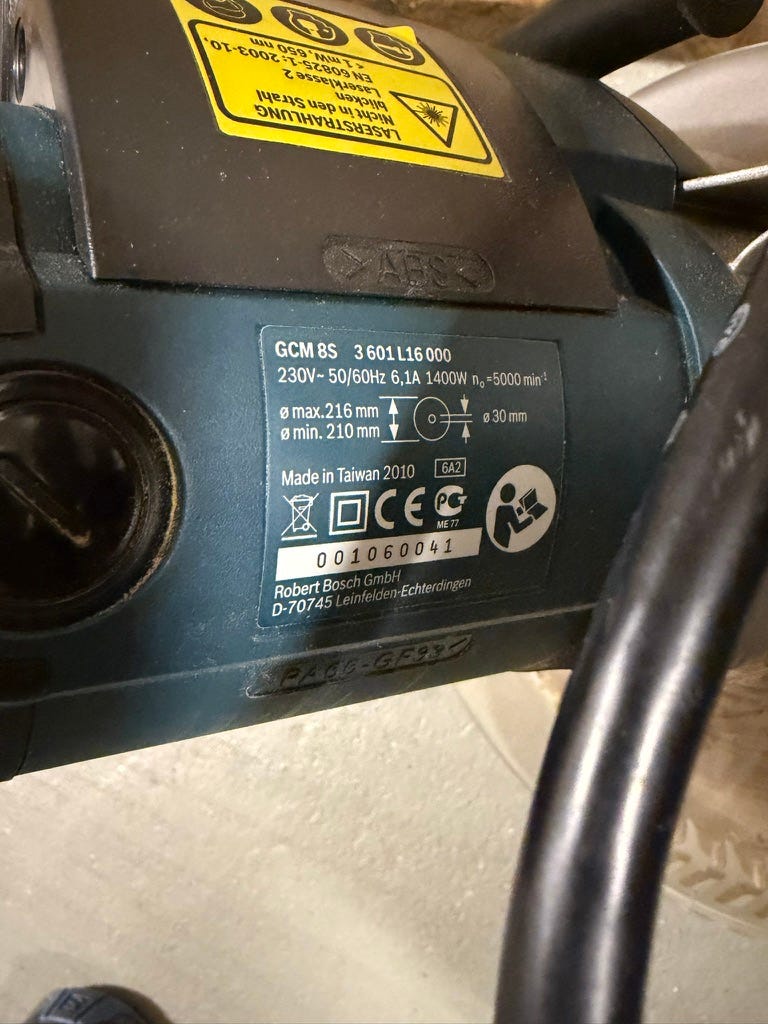 LASERSTRAHLUNG
Nicht in den Strahl
blicken
Laserklasse 2
EN 60825-1:2003-10,
< 1 mW, 650 nm
>ABS<
GCM 8S 3 601 L16 000
230V~ 50/60Hz 6,1A 1400W n₀=5000 min⁻¹
ø max.216 mm
ø min. 210 mm
ø 30 mm
Made in Taiwan 2010 6A2
CE PG
ME 77
001060041
Robert Bosch GmbH
D-70745 Leinfelden-Echterdingen